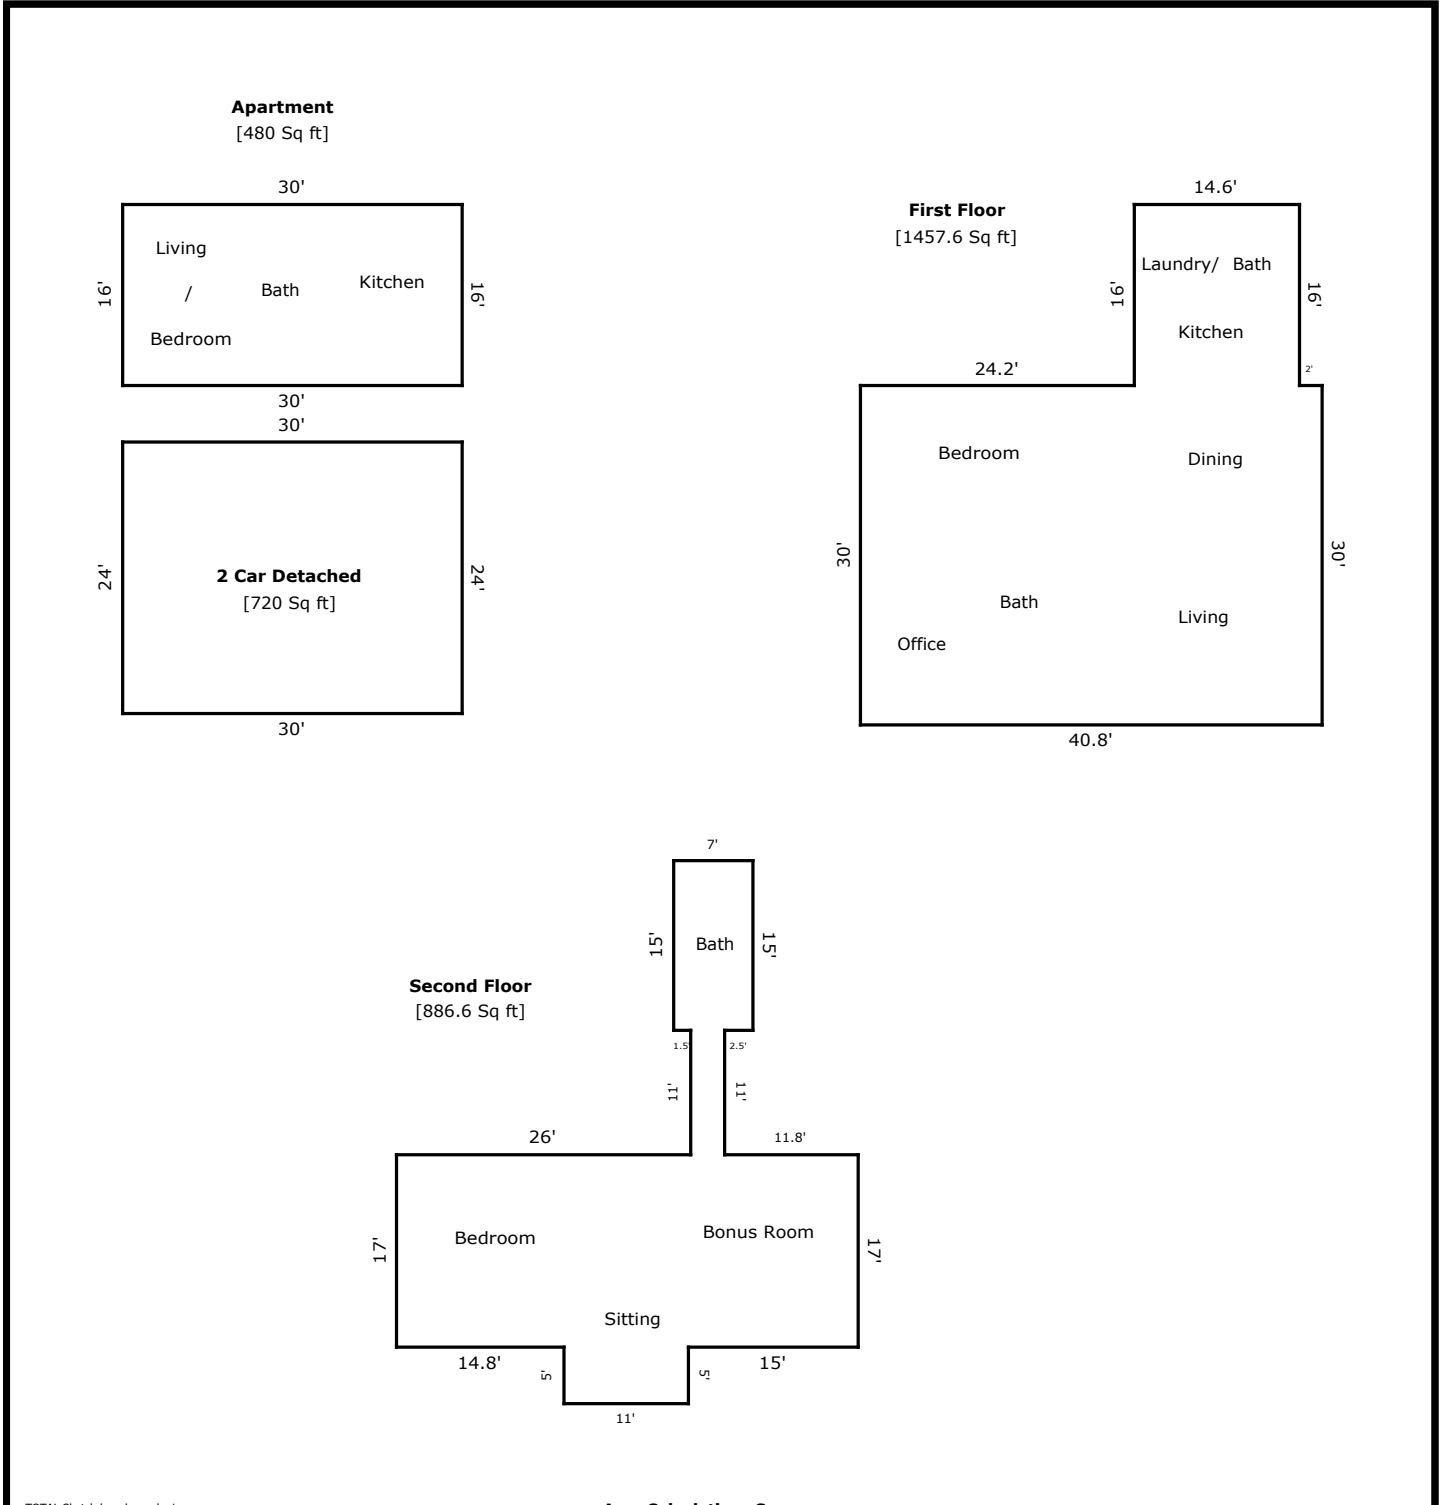 Apartment
[480 Sq ft]
30'
16'
Living
/
Bedroom
Bath
Kitchen
16'
30'
30'
24'
2 Car Detached
[720 Sq ft]
24'
30'
First Floor
[1457.6 Sq ft]
14.6'
16'
Laundry/ Bath
16'
Kitchen
24.2'
2'
Bedroom
Dining
30'
30'
Bath
Living
Office
40.8'
7'
15'
Bath
15'
Second Floor
[886.6 Sq ft]
1.5'
2.5'
11'
11'
26'
11.8'
17'
Bedroom
Bonus Room
17'
Sitting
14.8'
5'
5'
15'
11'